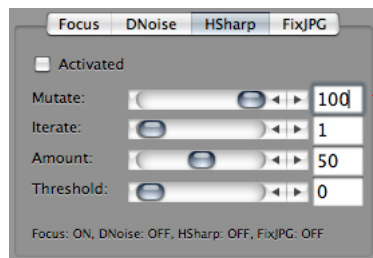 Focus DNoise HSharp FixJPG
Activated
Mutate: 100
Iterate: 1
Amount: 50
Threshold: 0
Focus: ON, DNoise: OFF, HSharp: OFF, FixJPG: OFF